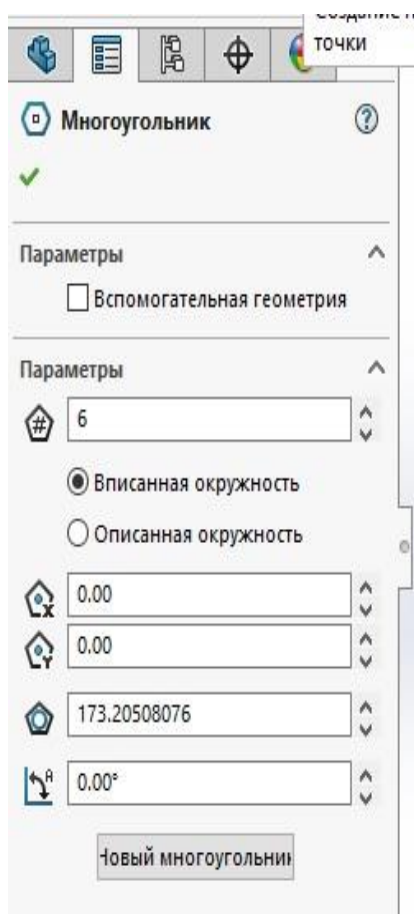 точки
Многоугольник
Параметры
Вспомогательная геометрия
Параметры
6
Вписанная окружность
Описанная окружность
0.00
0.00
173.20508076
0.00°
Новый многоугольник